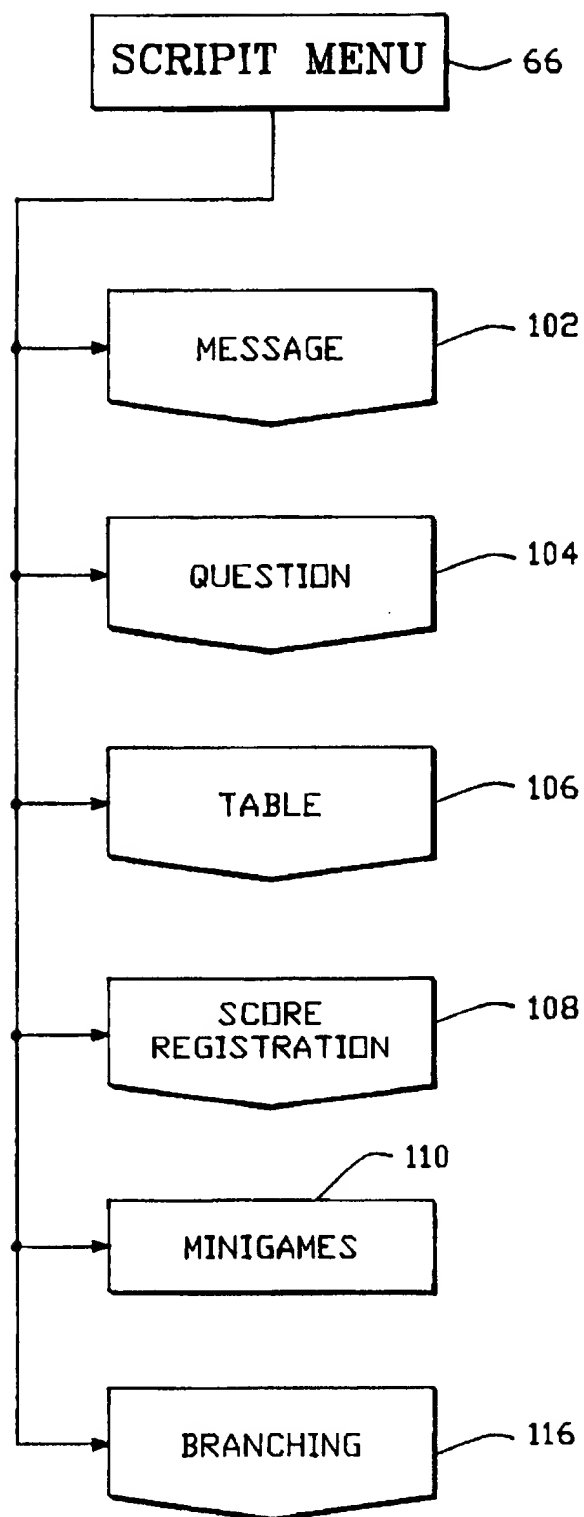 SCRIPIT MENU 66
MESSAGE 102
QUESTION 104
TABLE 106
SCORE 108
REGISTRATION
110
MINIGAMES
BRANCHING 116